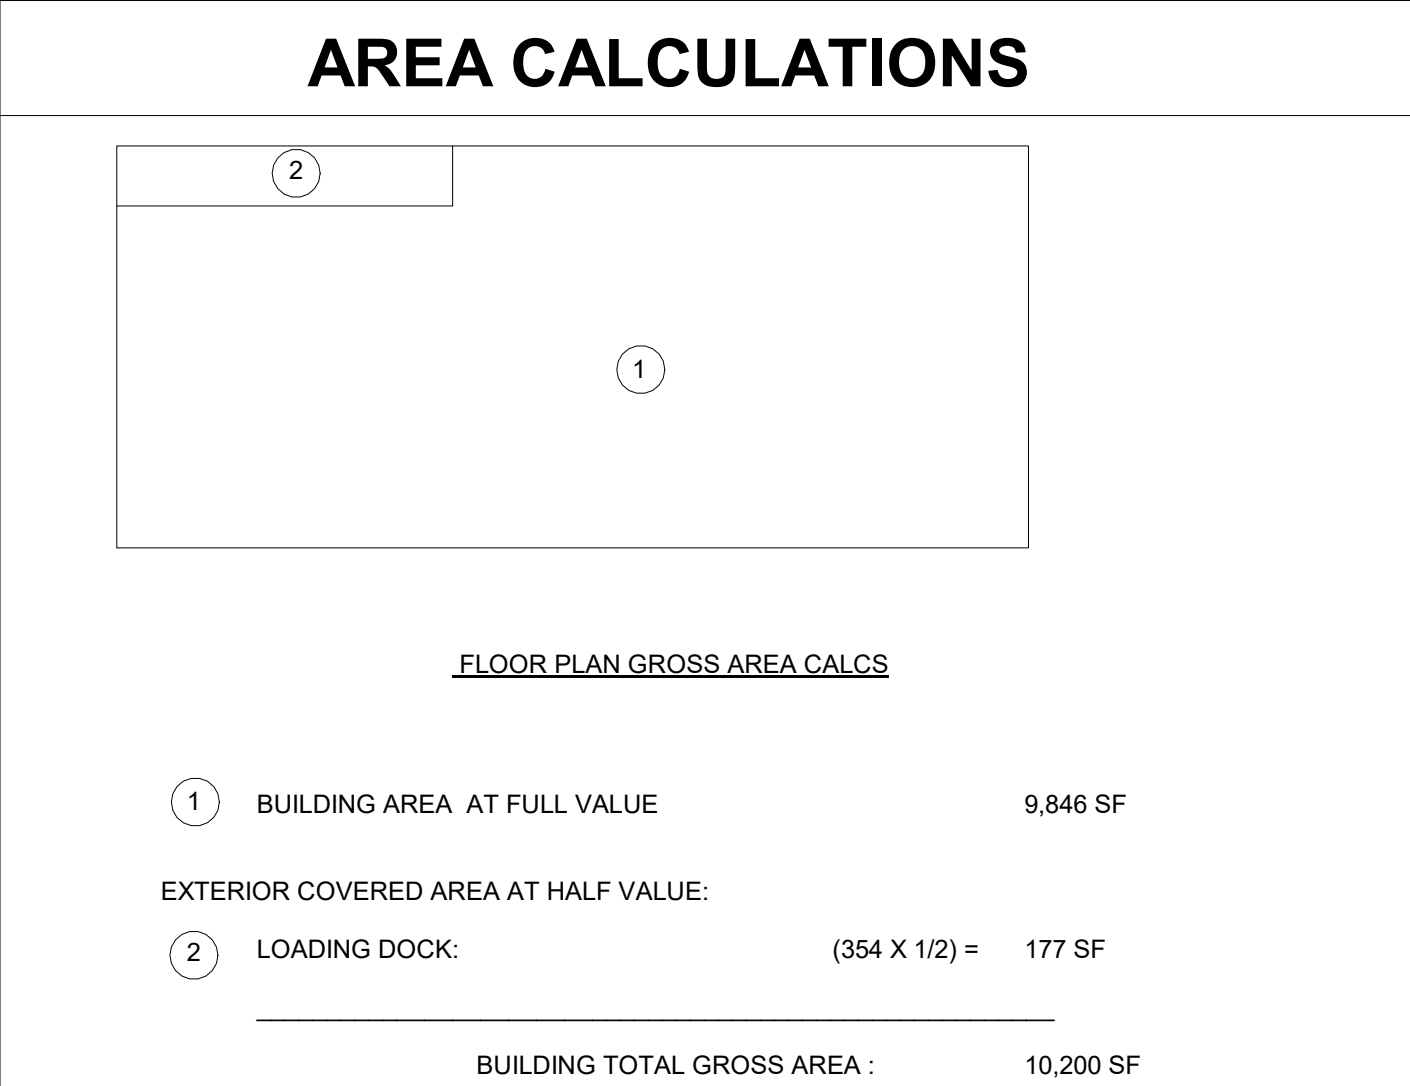 AREA CALCULATIONS
2
1
FLOOR PLAN GROSS AREA CALCS
1 BUILDING AREA AT FULL VALUE 9,846 SF
EXTERIOR COVERED AREA AT HALF VALUE:
2 LOADING DOCK: (354 X 1/2) = 177 SF
BUILDING TOTAL GROSS AREA : 10,200 SF